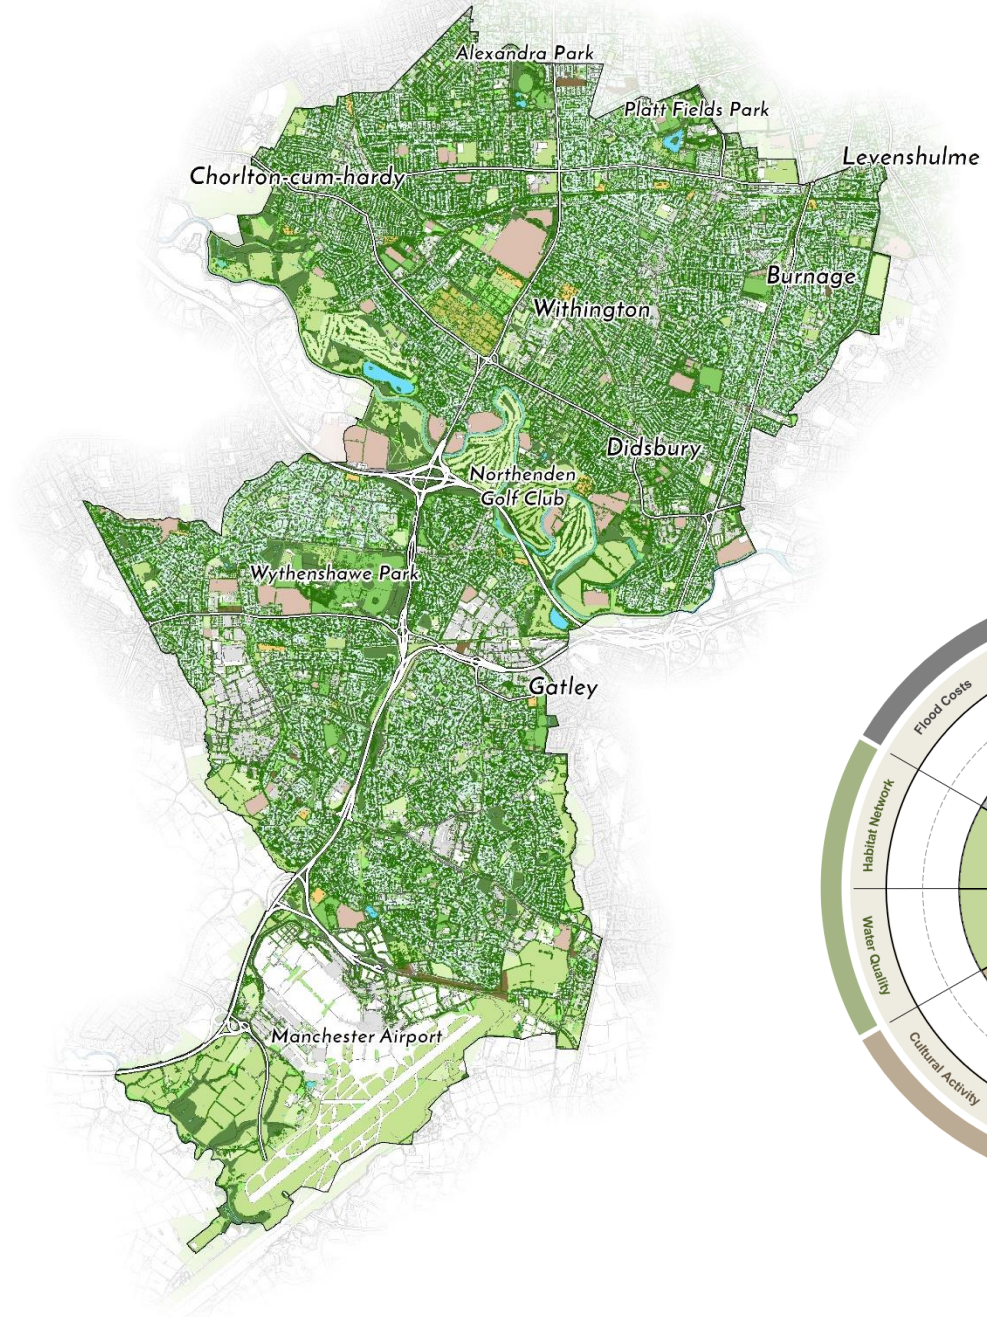 Alexandra Park
Platt Fields Park
Levenshulme
Chorlton-cum-hardy
Burnage
Withington
Didsbury
Northenden
Golf Club
Wythenshawe Park
Gatley
Flood Costs
Habitat Network
Water Quality
Cultural Activity
Manchester Airport